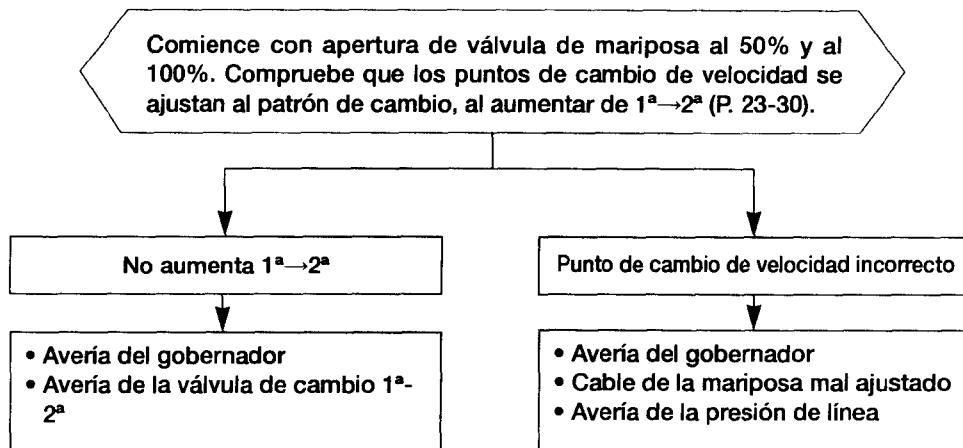 Comience con apertura de válvula de mariposa al 50% y al
100%. Compruebe que los puntos de cambio de velocidad se
ajustan al patrón de cambio, al aumentar de 1ª→2ª (P. 23-30).
No aumenta 1ª→2ª
Punto de cambio de velocidad incorrecto
• Avería del gobernador
• Avería de la válvula de cambio 1ª-
2ª
• Avería del gobernador
• Cable de la mariposa mal ajustado
• Avería de la presión de línea